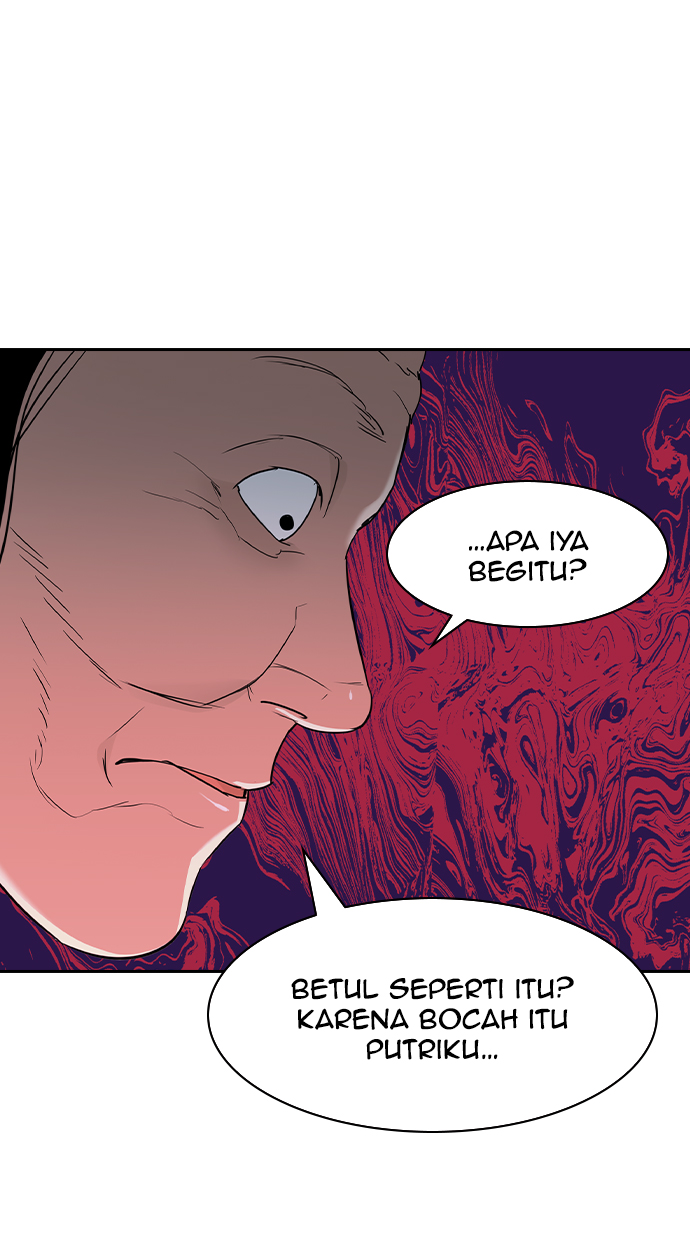 ...APA IYA
BEGITU?
BETUL SEPERTI ITU?
KARENA BOCAH ITU
PUTRIKU...